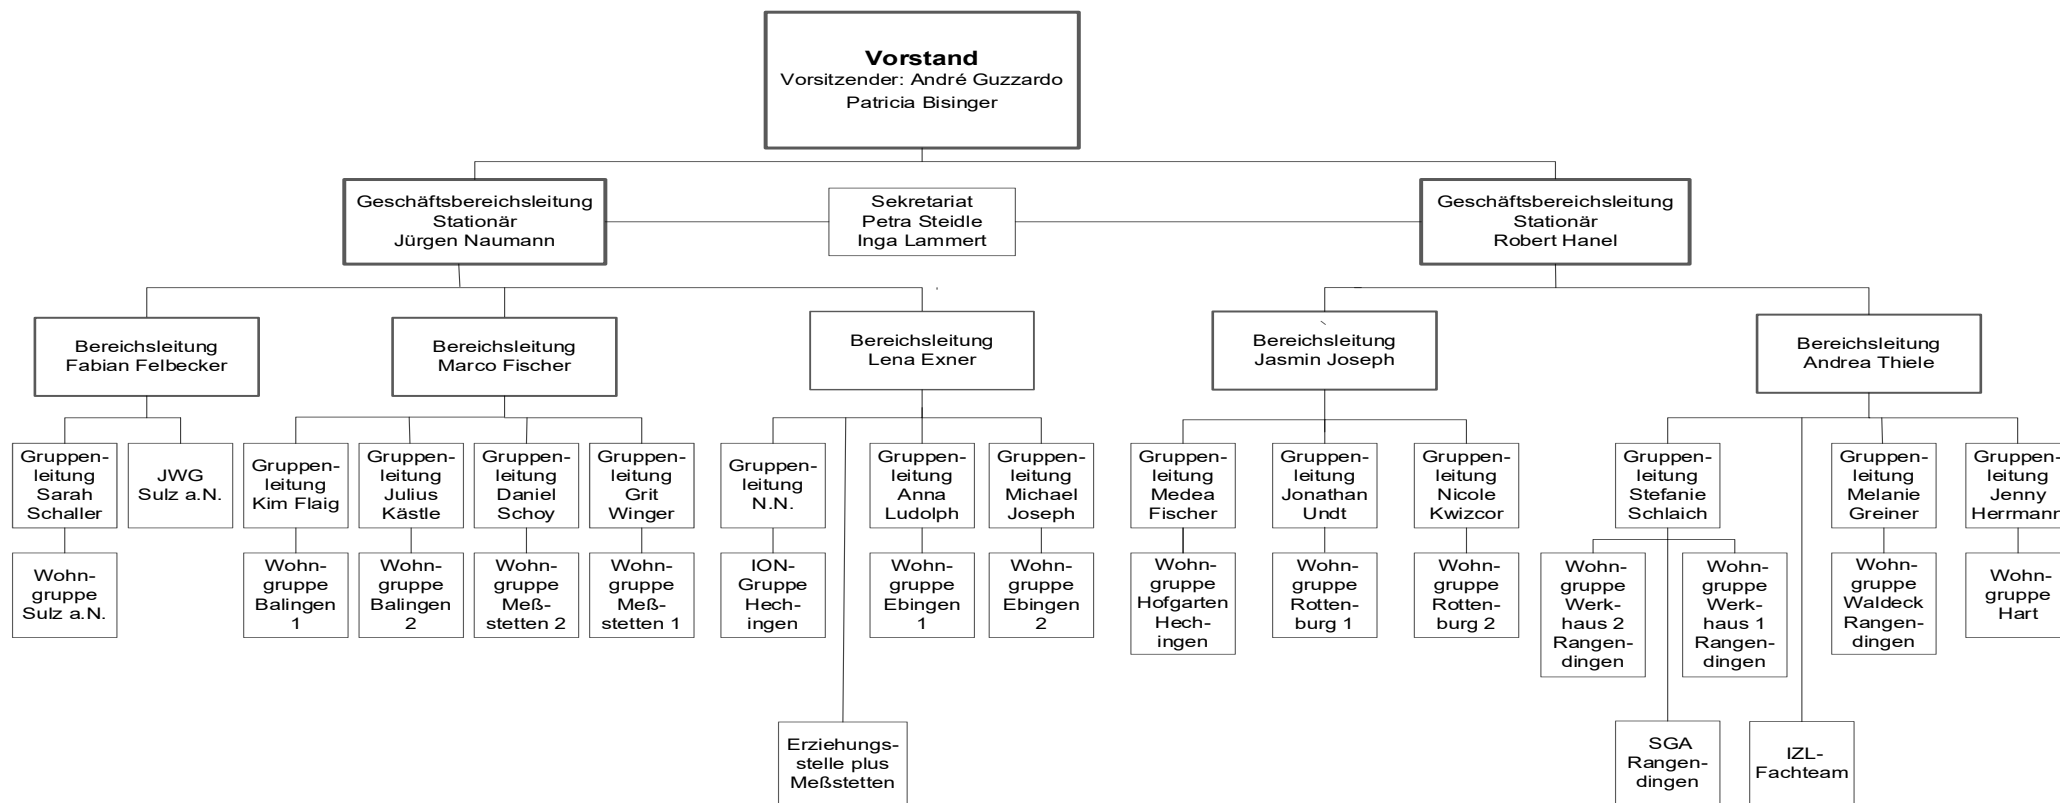 Vorstand
Vorsitzender: André Guzzardo
Patricia Bisinger
Geschäftsbereichsleitung
Stationär
Jürgen Naumann
Sekretariat
Petra Steidle
Inga Lammert
Geschäftsbereichsleitung
Stationär
Robert Hanel
Bereichsleitung
Fabian Felbecker
Bereichsleitung
Marco Fischer
Bereichsleitung
Lena Exner
Bereichsleitung
Jasmin Joseph
Bereichsleitung
Andrea Thiele
Gruppen-
leitung
Sarah
Schaller
JWG
Sulz a.N.
Gruppen-
leitung
Kim Flaig
Gruppen-
leitung
Julius
Kästle
Gruppen-
leitung
Daniel
Schoy
Gruppen-
leitung
Grit
Winger
Gruppen-
leitung
N.N.
Gruppen-
leitung
Anna
Ludolph
Gruppen-
leitung
Michael
Joseph
Gruppen-
leitung
Medea
Fischer
Gruppen-
leitung
Jonathan
Undt
Gruppen-
leitung
Nicole
Kwizcor
Gruppen-
leitung
Stefanie
Schlaich
Gruppen-
leitung
Melanie
Greiner
Gruppen-
leitung
Jenny
Herrmann
Wohn-
gruppe
Sulz a.N.
Wohn-
gruppe
Balingen
1
Wohn-
gruppe
Balingen
2
Wohn-
gruppe
Meß-
stetten 2
Wohn-
gruppe
Meß-
stetten 1
ION-
Gruppe
Hech-
ingen
Wohn-
gruppe
Ebingen
1
Wohn-
gruppe
Ebingen
2
Wohn-
gruppe
Hofgarten
Hech-
ingen
Wohn-
gruppe
Rotten-
burg 1
Wohn-
gruppe
Rotten-
burg 2
Wohn-
gruppe
Werk-
haus 2
Rangen-
dingen
Wohn-
gruppe
Werk-
haus 1
Rangen-
dingen
Wohn-
gruppe
Waldeck
Rangen-
dingen
Wohn-
gruppe
Hart
Erziehungs-
stelle plus
Meßstetten
SGA
Rangen-
dingen
IZL-
Fachteam